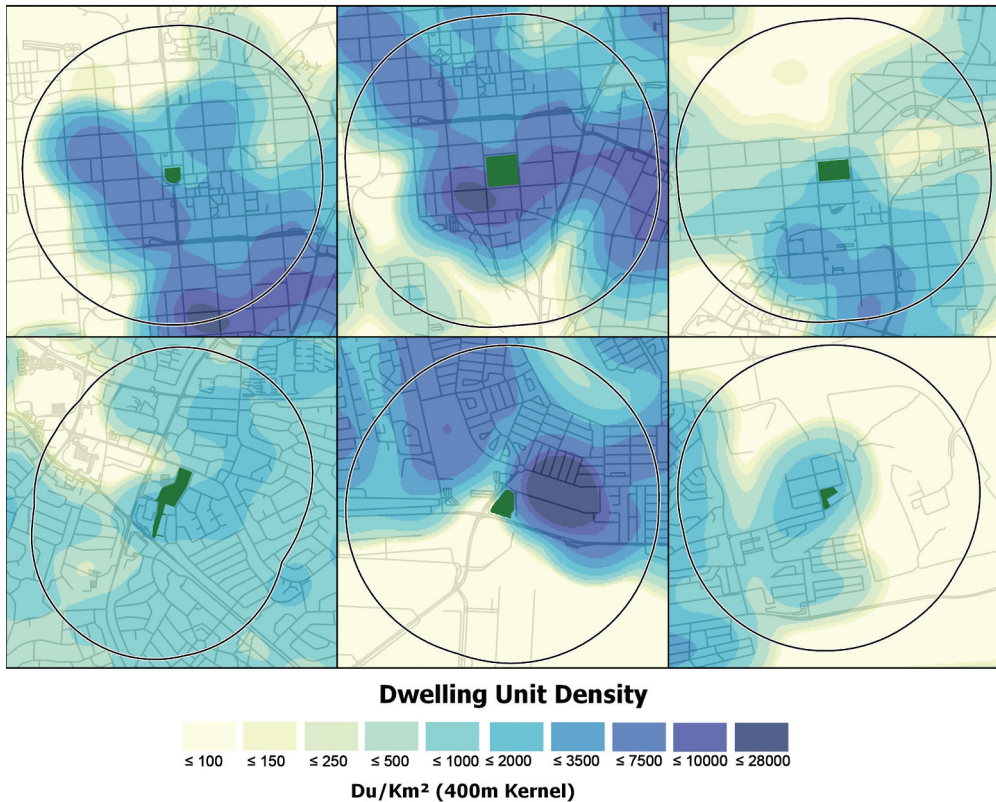 Dwelling Unit Density
≤ 100 ≤ 150 ≤ 250 ≤ 500 ≤ 1000 ≤ 2000 ≤ 3500 ≤ 7500 ≤ 10000 ≤ 28000
Du/Km² (400m Kernel)